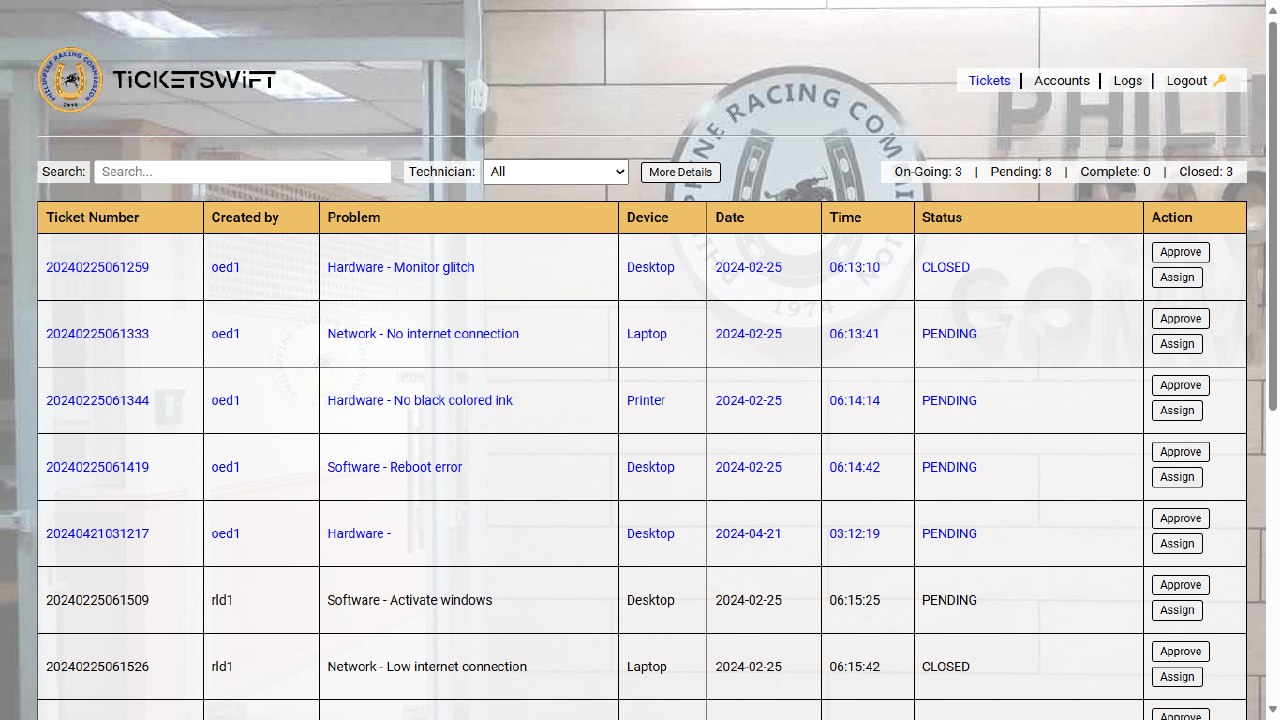 PHILIPPINE RACING COMMISSION
1974
TiCKETSWiFT
Tickets | Accounts | Logs | Logout
Search: Search... Technician: All More Details On-Going: 3 | Pending: 8 | Complete: 0 | Closed: 3
Ticket Number Created by Problem Device Date Time Status Action
20240225061259 oed1 Hardware - Monitor glitch Desktop 2024-02-25 06:13:10 CLOSED Approve
Assign
20240225061333 oed1 Network - No internet connection Laptop 2024-02-25 06:13:41 PENDING Approve
Assign
20240225061344 oed1 Hardware - No black colored ink Printer 2024-02-25 06:14:14 PENDING Approve
Assign
20240225061419 oed1 Software - Reboot error Desktop 2024-02-25 06:14:42 PENDING Approve
Assign
20240421031217 oed1 Hardware - Desktop 2024-04-21 03:12:19 PENDING Approve
Assign
20240225061509 rld1 Software - Activate windows Desktop 2024-02-25 06:15:25 PENDING Approve
Assign
20240225061526 rld1 Network - Low internet connection Laptop 2024-02-25 06:15:42 CLOSED Approve
Assign
Approve
RACING
1974